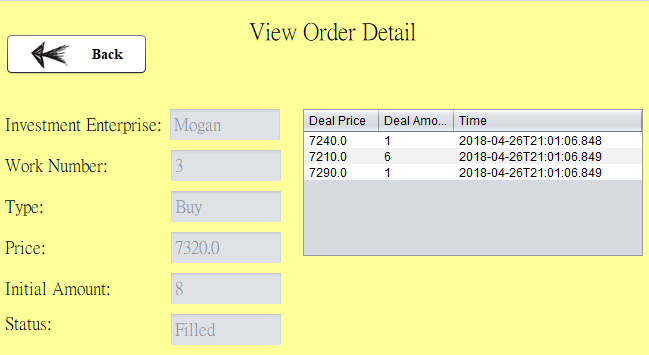 View Order Detail
Back
Investment Enterprise: Mogan
Work Number: 3
Type: Buy
Price: 7320.0
Initial Amount: 8
Status: Filled
Deal Price Deal Amo... Time
7240.0 1 2018-04-26T21:01:06.848
7210.0 6 2018-04-26T21:01:06.849
7290.0 1 2018-04-26T21:01:06.849